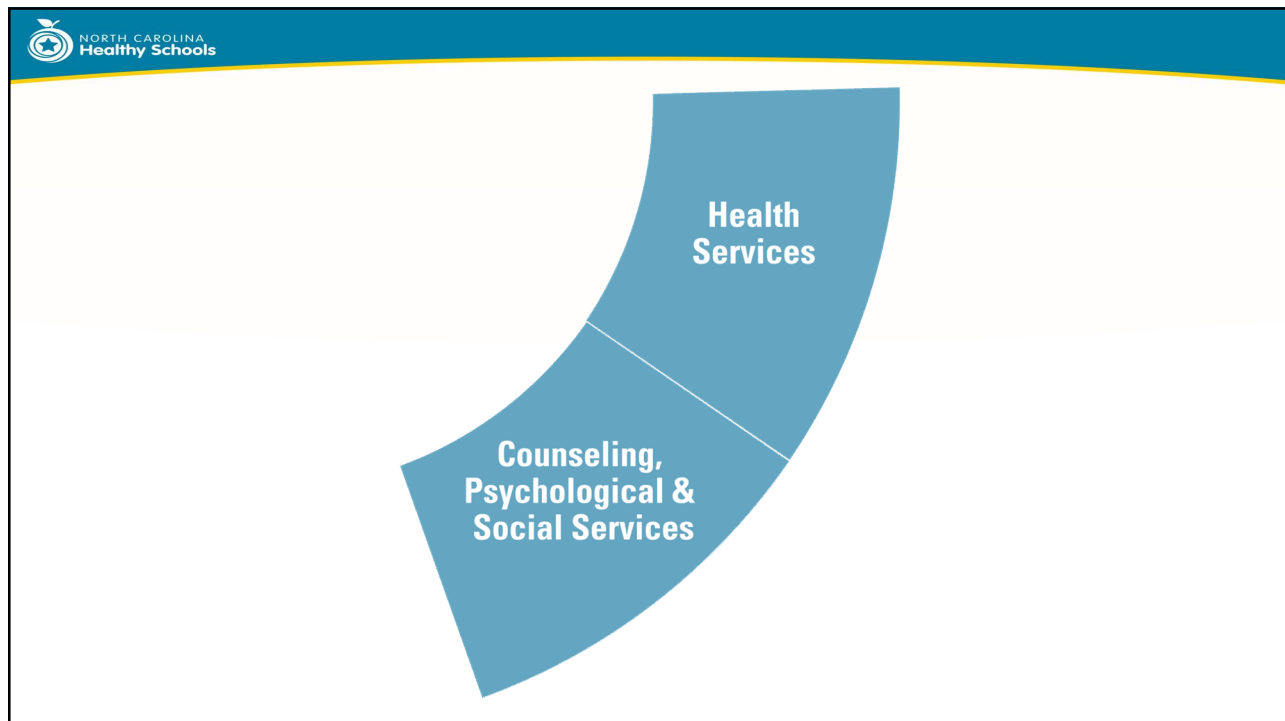 NORTH CAROLINA
Healthy Schools
Health
Services
Counseling,
Psychological &
Social Services